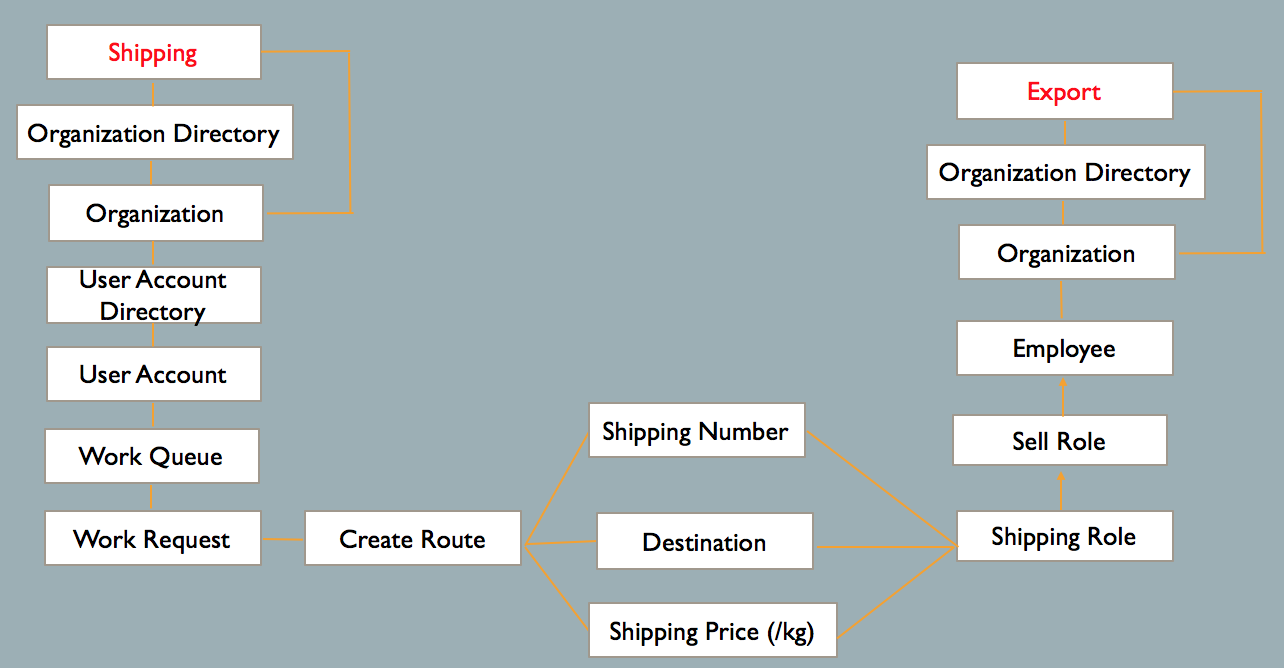 Shipping
Organization Directory
Organization
User Account
Directory
User Account
Work Queue
Work Request
Create Route
Shipping Number
Destination
Shipping Price (/kg)
Export
Organization Directory
Organization
Employee
Sell Role
Shipping Role